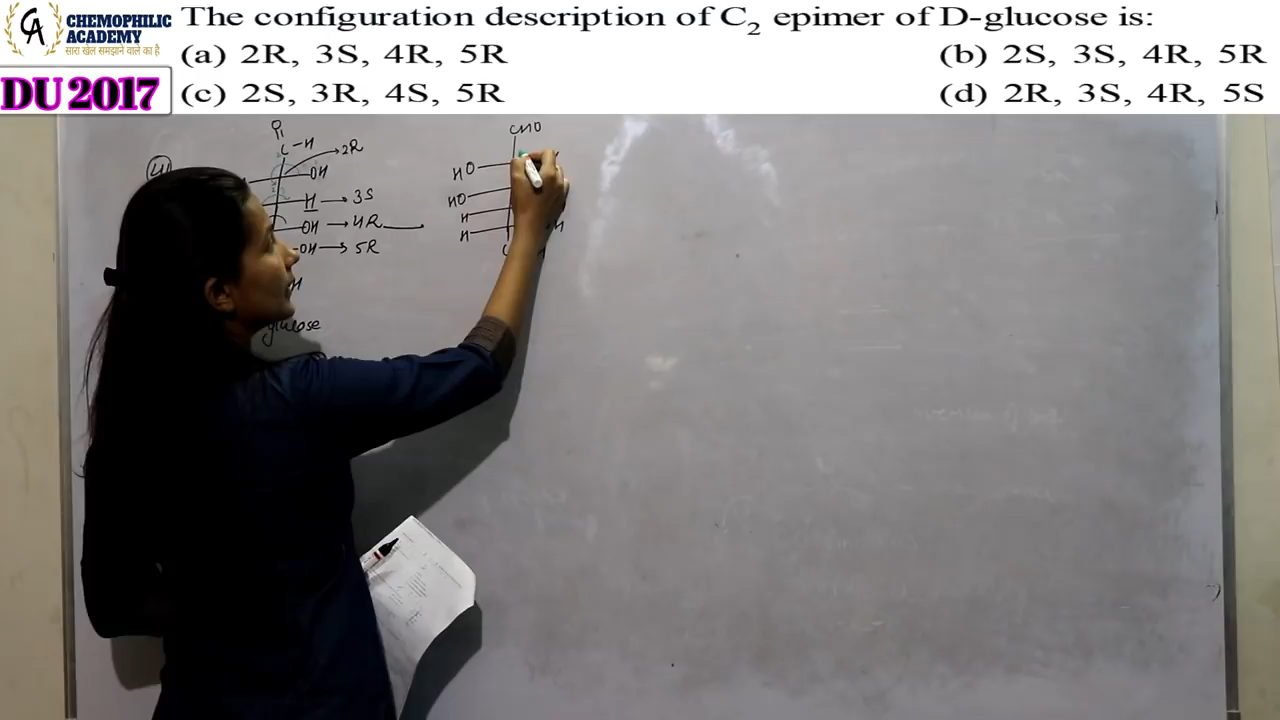 CHEMOPHILIC
ACADEMY
सारा खेल समझाने वाले का है
DU 2017
The configuration description of C₂ epimer of D-glucose is:
(a) 2R, 3S, 4R, 5R
(b) 2S, 3S, 4R, 5R
(c) 2S, 3R, 4S, 5R
(d) 2R, 3S, 4R, 5S
O
C-H
2R
OH
H → 3S
OH → 4R
-OH → 5R
H
glucose
CHO
HO
HO
H
H
H